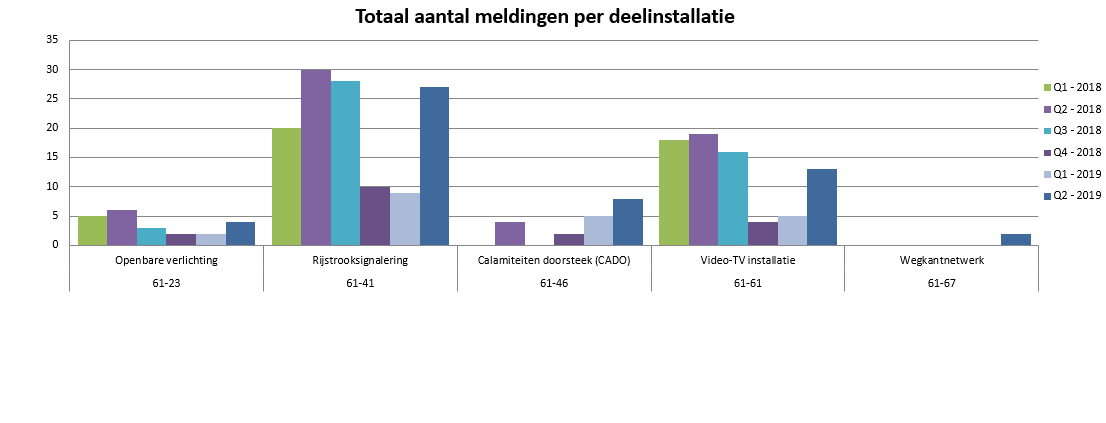 Totaal aantal meldingen per deelinstallatie
35
30
25
20
15
10
5
0
Q1 - 2018
Q2 - 2018
Q3 - 2018
Q4 - 2018
Q1 - 2019
Q2 - 2019
Openbare verlichting Rijstrooksignalering Calamiteiten doorsteek (CADO) Video-TV installatie Wegkantnetwerk
61-23 61-41 61-46 61-61 61-67